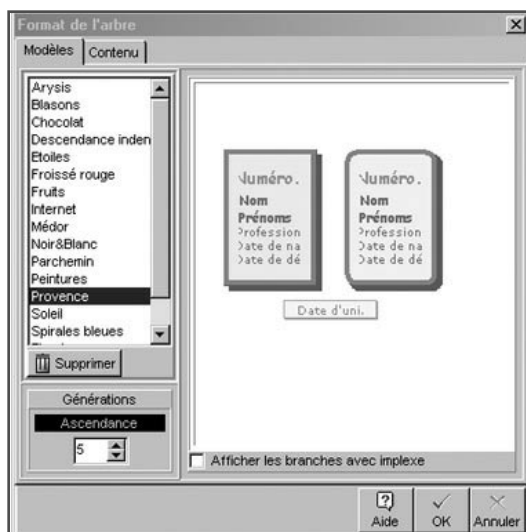 Format de l'arbre
Modèles Contenu
Arysis
Blasons
Chocolat
Descendance inden
Etoiles
Froissé rouge
Fruits
Internet
Médor
Noir&Blanc
Parchemin
Peintures
Provence
Soleil
Spirales bleues
Supprimer
Générations
Ascendance
5
Numéro.
Nom
Prénoms
Profession
Date de na
Date de dé
Numéro.
Nom
Prénoms
Profession
Date de na
Date de dé
Date d'uni.
Afficher les branches avec implexe
Aide
OK
Annuler